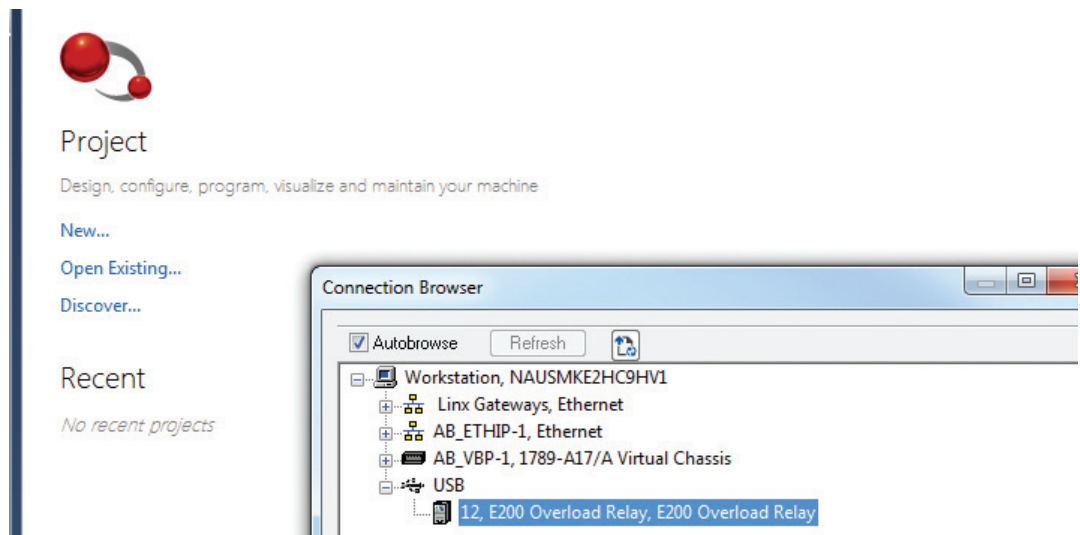 Project
Design, configure, program, visualize and maintain your machine
New...
Open Existing...
Discover...
Recent
No recent projects
Connection Browser
Autobrowse
Refresh
Workstation, NAUSMKE2HC9HV1
Linx Gateways, Ethernet
AB_ETHIP-1, Ethernet
AB_VBP-1, 1789-A17/A Virtual Chassis
USB
12, E200 Overload Relay, E200 Overload Relay